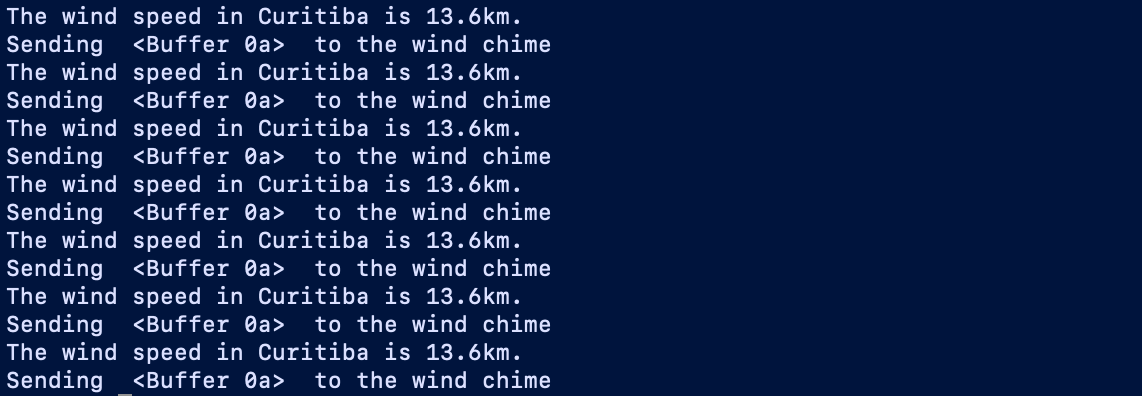 The wind speed in Curitiba is 13.6km.
Sending  <Buffer 0a>  to the wind chime
The wind speed in Curitiba is 13.6km.
Sending  <Buffer 0a>  to the wind chime
The wind speed in Curitiba is 13.6km.
Sending  <Buffer 0a>  to the wind chime
The wind speed in Curitiba is 13.6km.
Sending  <Buffer 0a>  to the wind chime
The wind speed in Curitiba is 13.6km.
Sending  <Buffer 0a>  to the wind chime
The wind speed in Curitiba is 13.6km.
Sending  <Buffer 0a>  to the wind chime
The wind speed in Curitiba is 13.6km.
Sending  <Buffer 0a>  to the wind chime